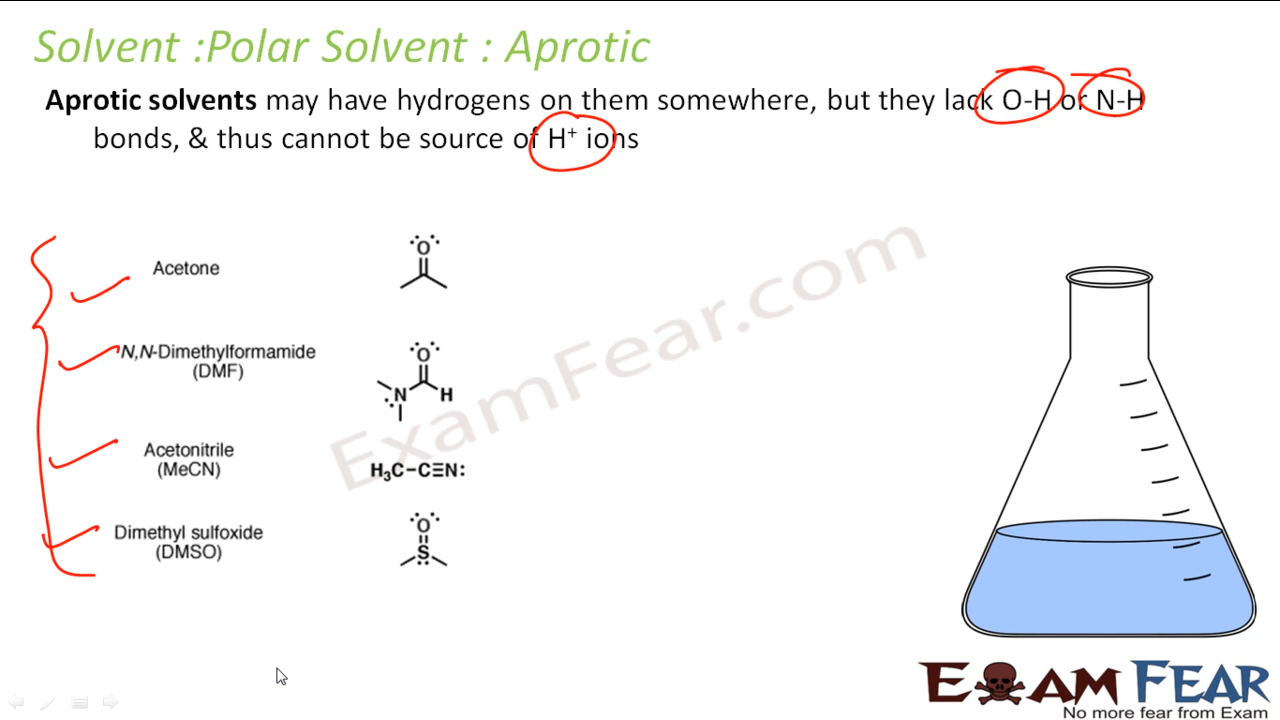 Solvent :Polar Solvent : Aprotic
Aprotic solvents may have hydrogens on them somewhere, but they lack O-H or N-H
bonds, & thus cannot be source of H⁺ ions
Acetone
O
N,N-Dimethylformamide
(DMF)
O
N
H
Acetonitrile
(MeCN)
H₃C-C≡N:
Dimethyl sulfoxide
(DMSO)
O
S
ExamFear.com
EXAM FEAR
No more fear from Exam